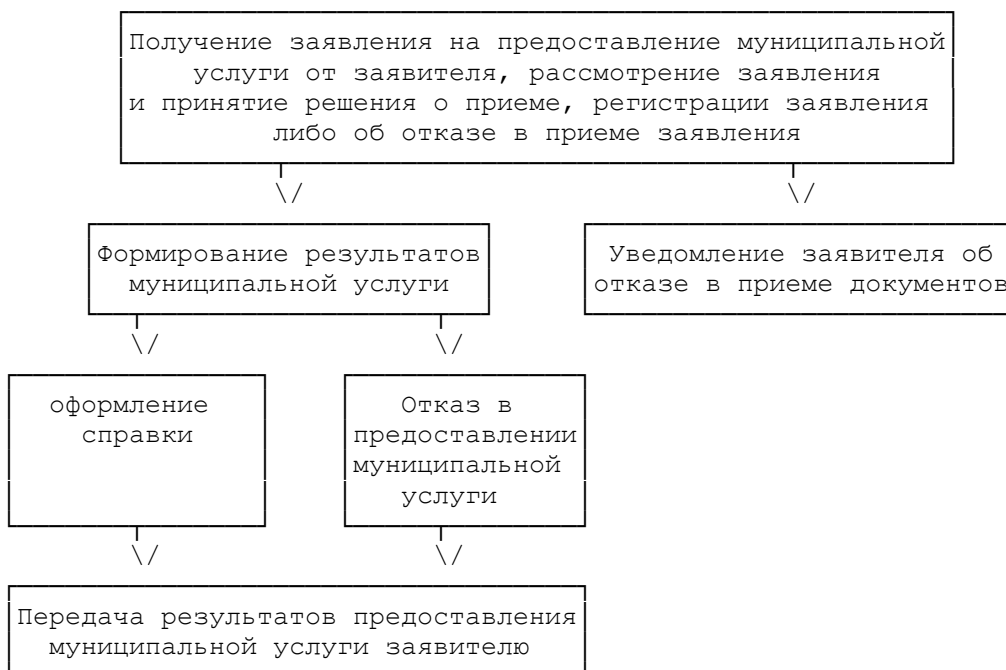 Получение заявления на предоставление муниципальной
услуги от заявителя, рассмотрение заявления
и принятие решения о приеме, регистрации заявления
либо об отказе в приеме заявления
Формирование результатов
муниципальной услуги
Уведомление заявителя об
отказе в приеме документов
оформление
справки
Отказ в
предоставлении
муниципальной
услуги
Передача результатов предоставления
муниципальной услуги заявителю